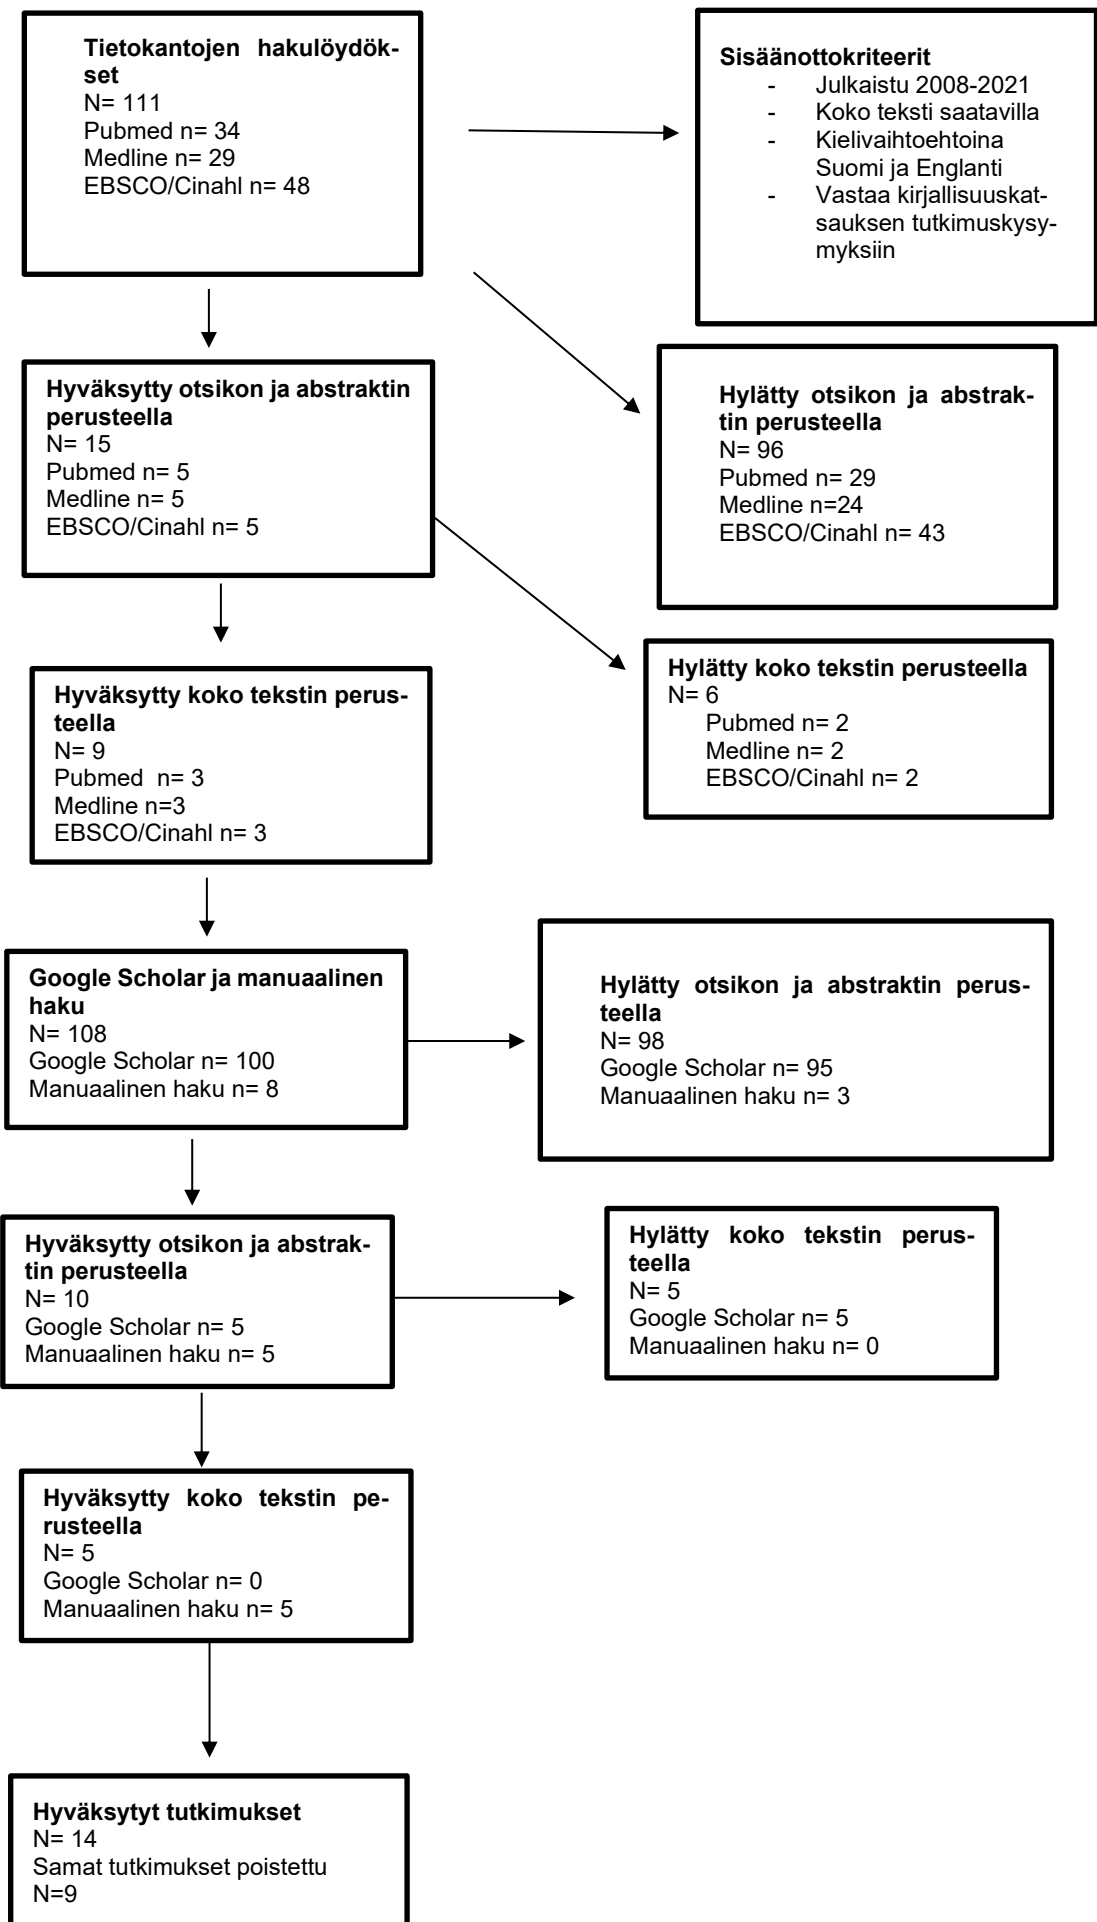 Tietokantojen hakulöydök-
set
N= 111
Pubmed n= 34
Medline n= 29
EBSCO/Cinahl n= 48
Sisäänottokriteerit
- Julkaistu 2008-2021
- Koko teksti saatavilla
- Kielivaihtoehtoina
Suomi ja Englanti
- Vastaa kirjallisuuskat-
sauksen tutkimuskysy-
myksiin
Hyväksytty otsikon ja abstraktin
perusteella
N= 15
Pubmed n= 5
Medline n= 5
EBSCO/Cinahl n= 5
Hylätty otsikon ja abstrak-
tin perusteella
N= 96
Pubmed n= 29
Medline n=24
EBSCO/Cinahl n= 43
Hyväksytty koko tekstin perus-
teella
N= 9
Pubmed n= 3
Medline n=3
EBSCO/Cinahl n= 3
Hylätty koko tekstin perusteella
N= 6
Pubmed n= 2
Medline n= 2
EBSCO/Cinahl n= 2
Google Scholar ja manuaalinen
haku
N= 108
Google Scholar n= 100
Manuaalinen haku n= 8
Hylätty otsikon ja abstraktin perus-
teella
N= 98
Google Scholar n= 95
Manuaalinen haku n= 3
Hyväksytty otsikon ja abstrak-
tin perusteella
N= 10
Google Scholar n= 5
Manuaalinen haku n= 5
Hylätty koko tekstin perus-
teella
N= 5
Google Scholar n= 5
Manuaalinen haku n= 0
Hyväksytty koko tekstin pe-
rusteella
N= 5
Google Scholar n= 0
Manuaalinen haku n= 5
Hyväksytyt tutkimukset
N= 14
Samat tutkimukset poistettu
N=9